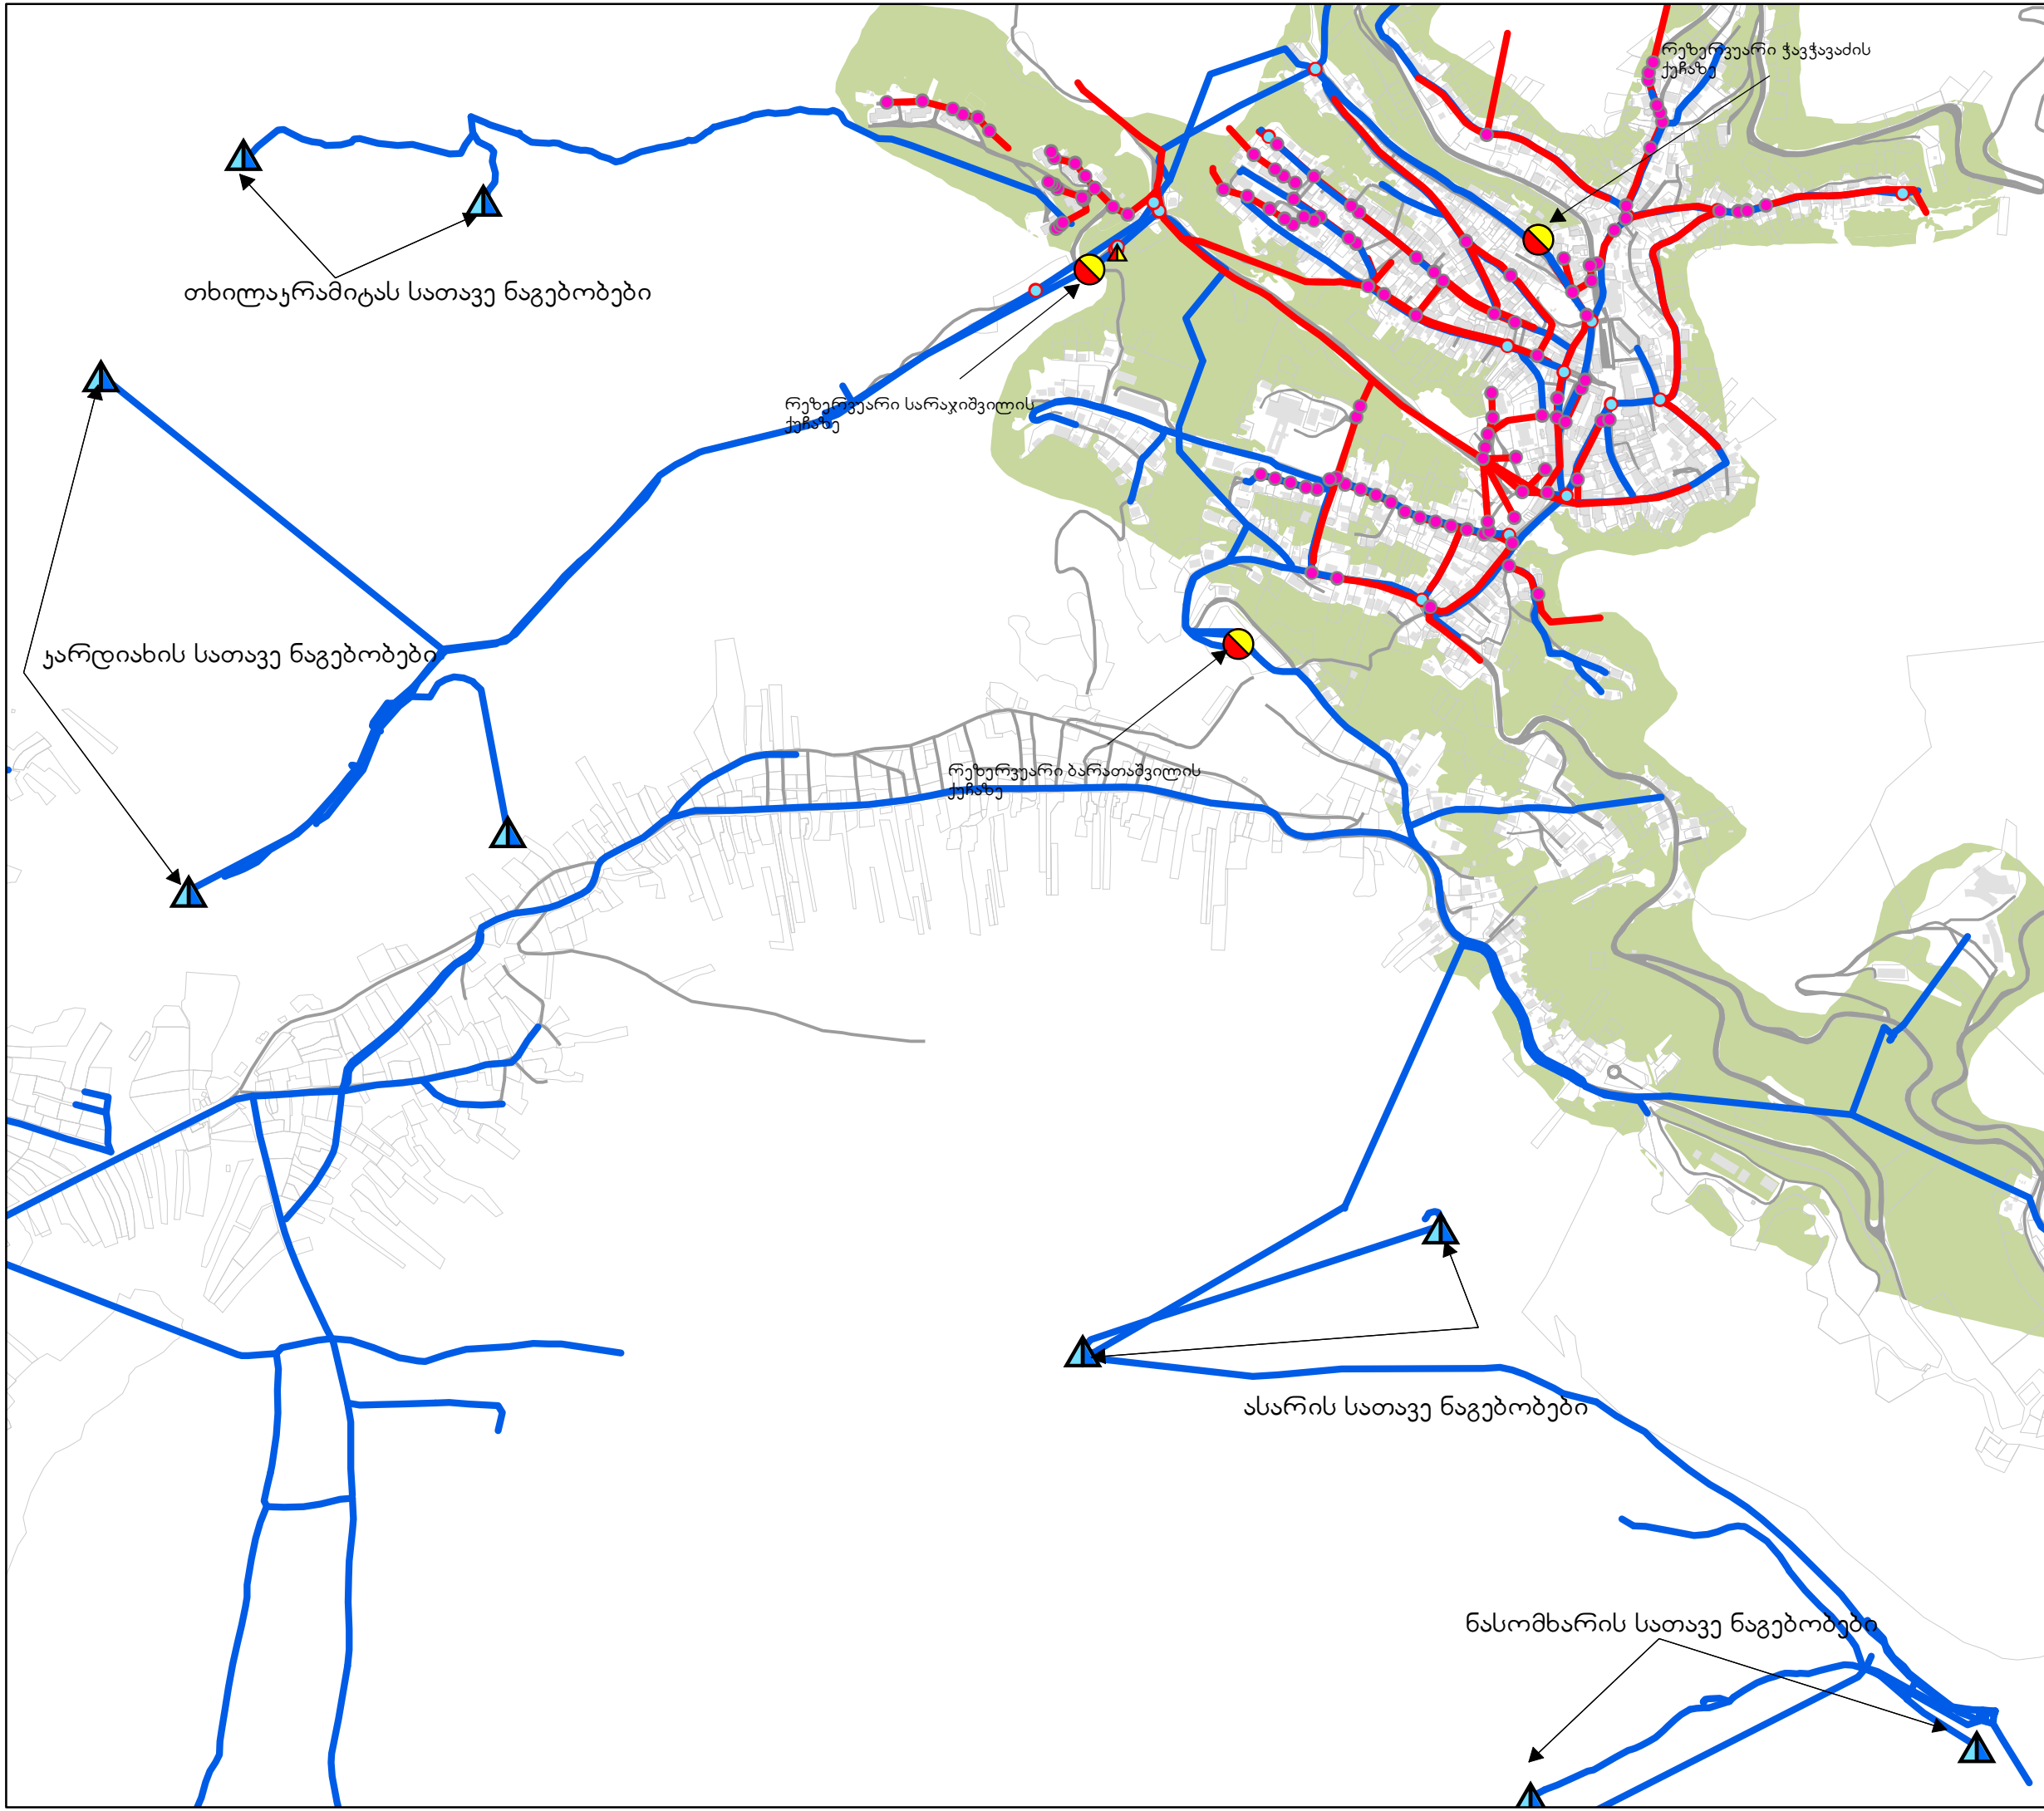 რეზერვუარი ჭავჭავაძის
ქუჩაზე
თხილაურამიტას სათავე ნაგებობები
რეზერვუარი სარაჯიშვილის
ქუჩაზე
ჯარდიახის სათავე ნაგებობები
რეზერვუარი ბარათაშვილის
ქუჩაზე
ასარის სათავე ნაგებობები
ნასომხარის სათავე ნაგებობები